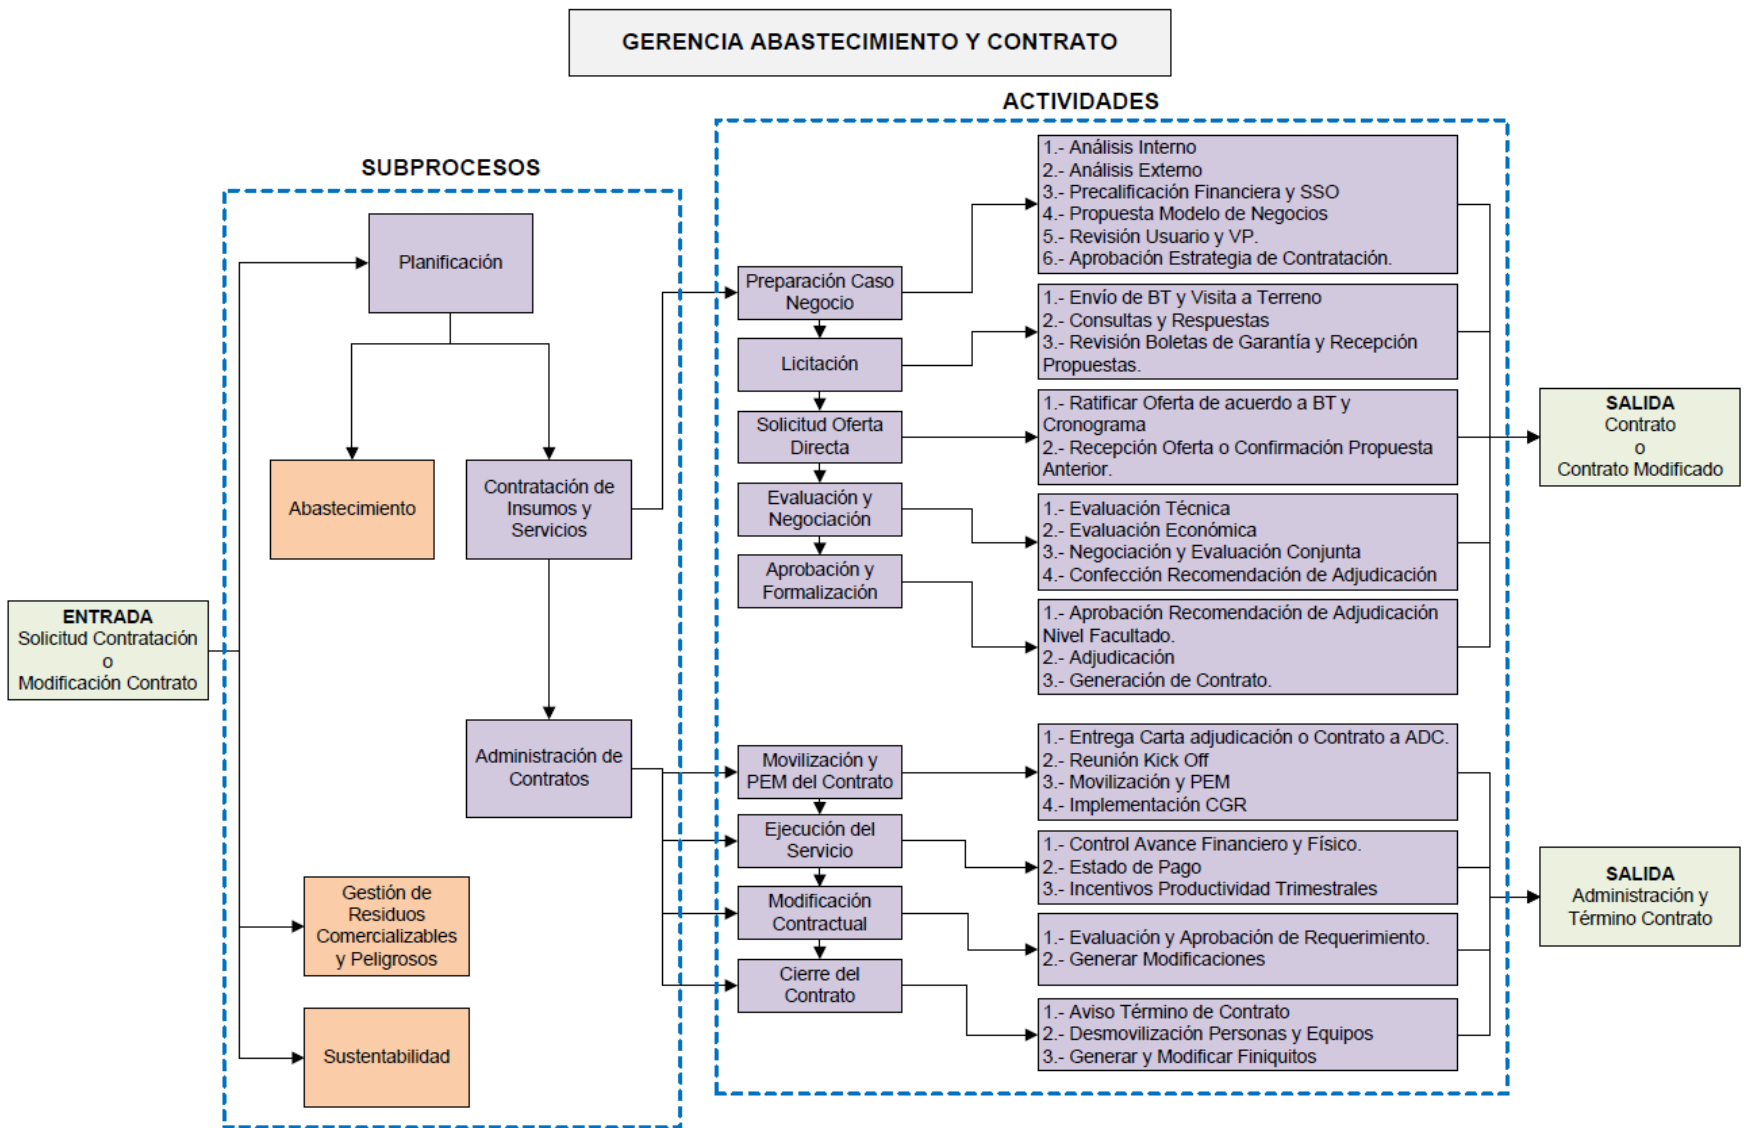 GERENCIA ABASTECIMIENTO Y CONTRATO
ACTIVIDADES
SUBPROCESOS
ENTRADA
Solicitud Contratación
o
Modificación Contrato
Planificación
Abastecimiento
Contratación de
Insumos y
Servicios
Administración de
Contratos
Gestión de
Residuos
Comercializables
y Peligrosos
Sustentabilidad
Preparación Caso
Negocio
Licitación
Solicitud Oferta
Directa
Evaluación y
Negociación
Aprobación y
Formalización
Movilización y
PEM del Contrato
Ejecución del
Servicio
Modificación
Contractual
Cierre del
Contrato
1.- Análisis Interno
2.- Análisis Externo
3.- Precalificación Financiera y SSO
4.- Propuesta Modelo de Negocios
5.- Revisión Usuario y VP.
6.- Aprobación Estrategia de Contratación.
1.- Envío de BT y Visita a Terreno
2.- Consultas y Respuestas
3.- Revisión Boletas de Garantía y Recepción
Propuestas.
1.- Ratificar Oferta de acuerdo a BT y
Cronograma
2.- Recepción Oferta o Confirmación Propuesta
Anterior.
1.- Evaluación Técnica
2.- Evaluación Económica
3.- Negociación y Evaluación Conjunta
4.- Confección Recomendación de Adjudicación
1.- Aprobación Recomendación de Adjudicación
Nivel Facultado.
2.- Adjudicación
3.- Generación de Contrato.
1.- Entrega Carta adjudicación o Contrato a ADC.
2.- Reunión Kick Off
3.- Movilización y PEM
4.- Implementación CGR
1.- Control Avance Financiero y Físico.
2.- Estado de Pago
3.- Incentivos Productividad Trimestrales
1.- Evaluación y Aprobación de Requerimiento.
2.- Generar Modificaciones
1.- Aviso Término de Contrato
2.- Desmovilización Personas y Equipos
3.- Generar y Modificar Finiquitos
SALIDA
Contrato
o
Contrato Modificado
SALIDA
Administración y
Término Contrato